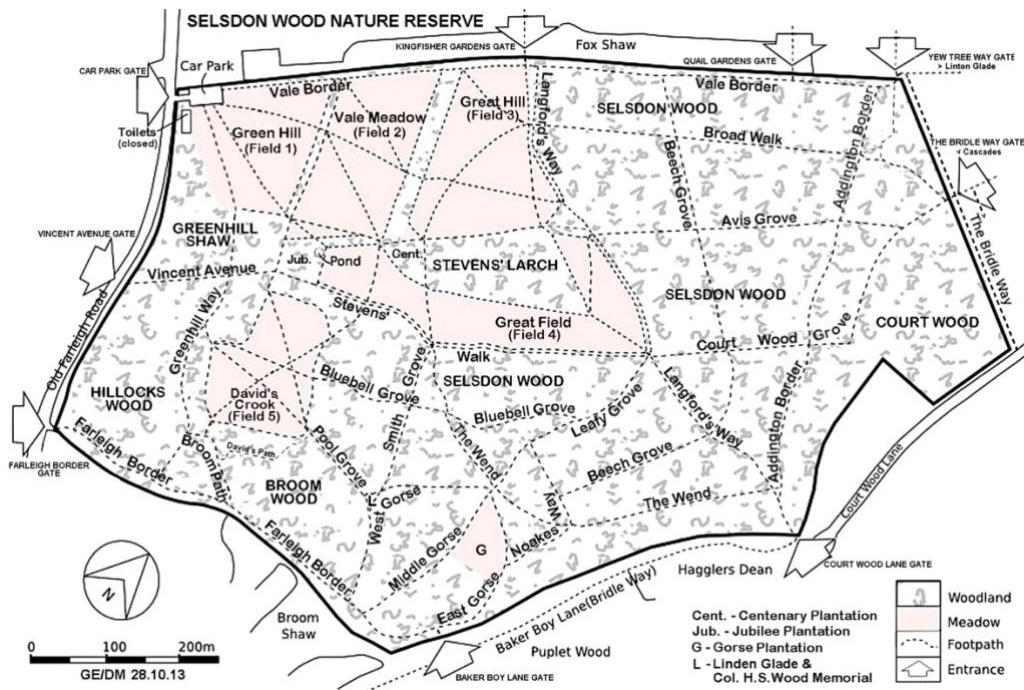 SELSDON WOOD NATURE RESERVE
KINGFISHER GARDENS GATE
Fox Shaw
QUAIL GARDENS GATE
YEW TREE WAY GATE
> Linton Glade
CAR PARK GATE
Car Park
Toilets
(closed)
Vale Border
Vale Border
Green Hill
(Field 1)
Vale Meadow
(Field 2)
Great Hill
(Field 3)
Langford's Way
SELSDON WOOD
Broad Walk
Beech Grove
Addington Border
THE BRIDLE WAY GATE
< Cascades
The Bridle Way
Avis Grove
VINCENT AVENUE GATE
GREENHILL
SHAW
Vincent Avenue
Jub.
Pond
Cent.
STEVENS' LARCH
SELSDON WOOD
COURT WOOD
Old Farleigh Road
Greenhill Way
Stevens'
Walk
Great Field
(Field 4)
Court Wood Grove
HILLOCKS
WOOD
David's
Crook
(Field 5)
Bluebell Grove
Smith Grove
SELSDON WOOD
Bluebell Grove
Leafy Grove
Langford's Way
Addington Border
FARLEIGH BORDER
GATE
Farleigh Border
Broom Path
David's Path
Pool Grove
The Wend
Beech Grove
BROOM
WOOD
L
West Gorse
The Wend
Noakes Way
Court Wood Lane
Farleigh Border
Middle Gorse
G
East Gorse
COURT WOOD LANE GATE
Hagglers Dean
Baker Boy Lane(Bridle Way)
Broom
Shaw
Puplet Wood
BAKER BOY LANE GATE
N
0 100 200m
GE/DM 28.10.13
Cent. - Centenary Plantation
Jub. - Jubilee Plantation
G - Gorse Plantation
L - Linden Glade &
Col. H.S.Wood Memorial
Woodland
Meadow
Footpath
Entrance